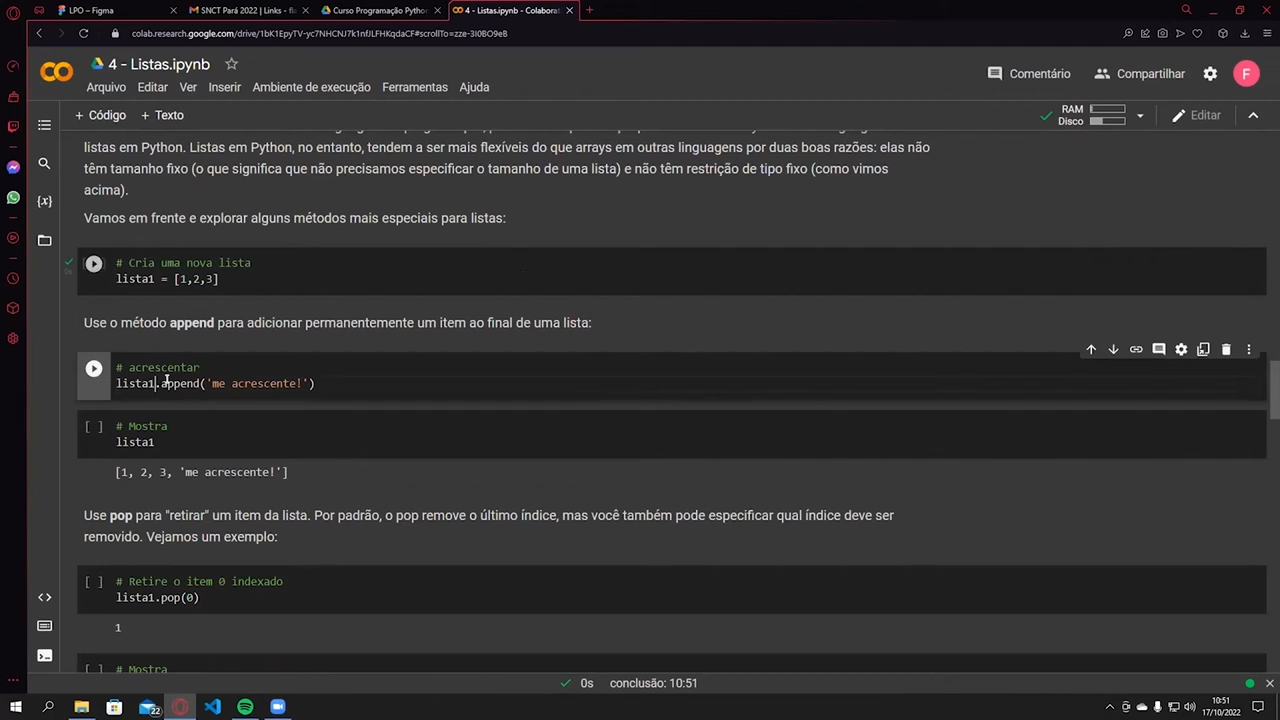 LPO – Figma
SNCT Pará 2022 | Links - fl
Curso Programação Python
4 - Listas.ipynb - Colabora
colab.research.google.com/drive/1bK1EpyTV-yc7NHCNJ7k1nfJLFHKqdaCF#scrollTo=zze-3I0BO9eB
4 - Listas.ipynb
Arquivo Editar Ver Inserir Ambiente de execução Ferramentas Ajuda
Comentário
Compartilhar
F
+ Código + Texto
RAM
Disco
Editar
listas em Python. Listas em Python, no entanto, tendem a ser mais flexíveis do que arrays em outras linguagens por duas boas razões: elas não
têm tamanho fixo (o que significa que não precisamos especificar o tamanho de uma lista) e não têm restrição de tipo fixo (como vimos
acima).
Vamos em frente e explorar alguns métodos mais especiais para listas:
0s
# Cria uma nova lista
lista1 = [1,2,3]
Use o método append para adicionar permanentemente um item ao final de uma lista:
# acrescentar
lista1.append('me acrescente!')
[ ] # Mostra
lista1
[1, 2, 3, 'me acrescente!']
Use pop para "retirar" um item da lista. Por padrão, o pop remove o último índice, mas você também pode especificar qual índice deve ser
removido. Vejamos um exemplo:
[ ] # Retire o item 0 indexado
lista1.pop(0)
1
[ ] # Mostra
0s conclusão: 10:51
22
10:51
17/10/2022